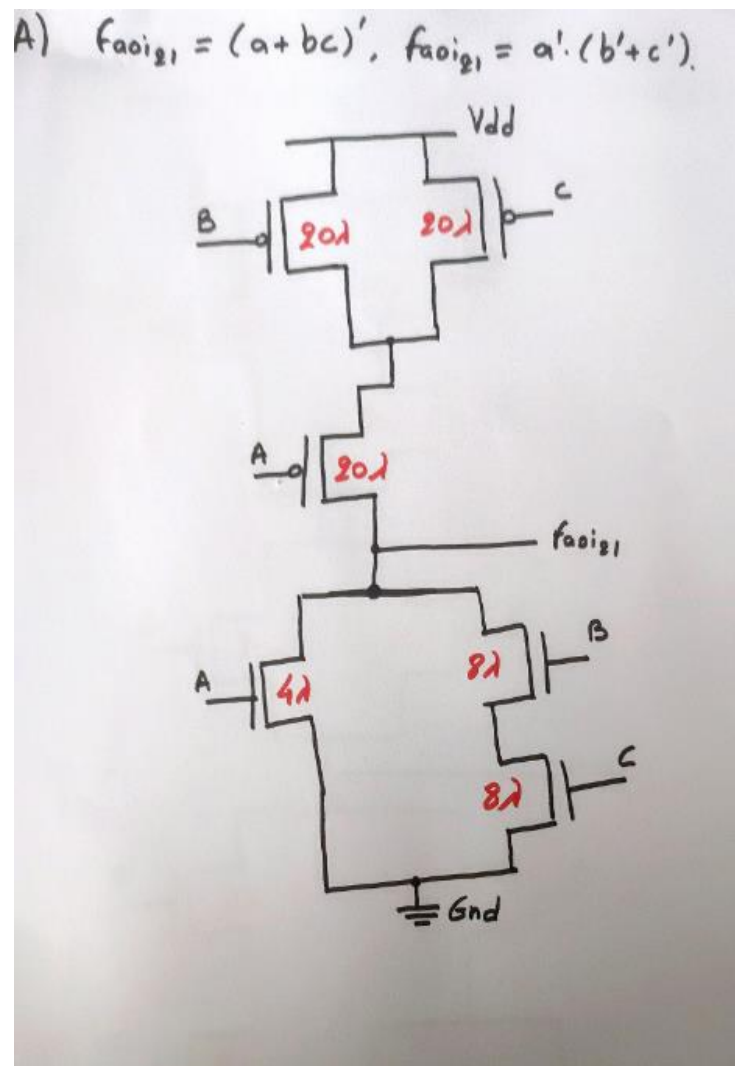 A) faoi21 = (a + bc)', faoi21 = a'. (b'+c').
Vdd
B 20λ 20λ C
A 20λ
faoi21
A 4λ 8λ B
8λ C
Gnd